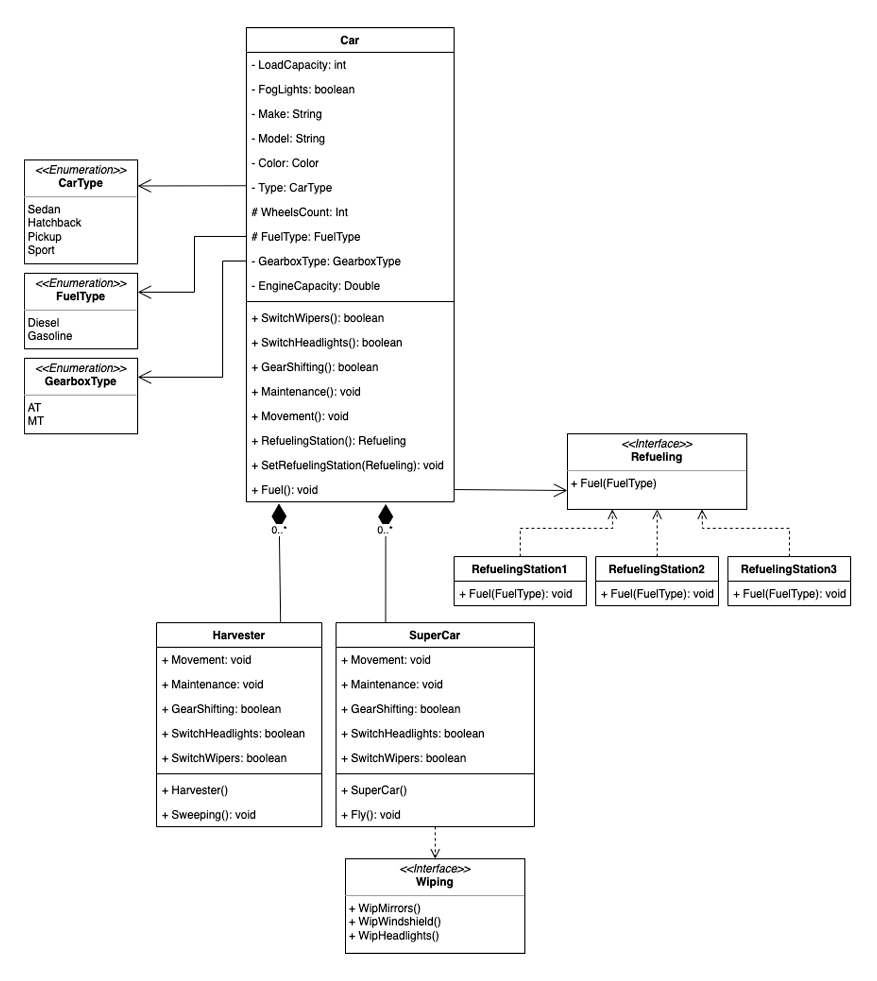 Car
- LoadCapacity: int
- FogLights: boolean
- Make: String
- Model: String
- Color: Color
- Type: CarType
# WheelsCount: Int
# FuelType: FuelType
- GearboxType: GearboxType
- EngineCapacity: Double
+ SwitchWipers(): boolean
+ SwitchHeadlights(): boolean
+ GearShifting(): boolean
+ Maintenance(): void
+ Movement(): void
+ RefuelingStation(): Refueling
+ SetRefuelingStation(Refueling): void
+ Fuel(): void
<<Enumeration>>
CarType
Sedan
Hatchback
Pickup
Sport
<<Enumeration>>
FuelType
Diesel
Gasoline
<<Enumeration>>
GearboxType
AT
MT
<<Interface>>
Refueling
+ Fuel(FuelType)
RefuelingStation1
+ Fuel(FuelType): void
RefuelingStation2
+ Fuel(FuelType): void
RefuelingStation3
+ Fuel(FuelType): void
0..*
0..*
Harvester
+ Movement: void
+ Maintenance: void
+ GearShifting: boolean
+ SwitchHeadlights: boolean
+ SwitchWipers: boolean
+ Harvester()
+ Sweeping(): void
SuperCar
+ Movement: void
+ Maintenance: void
+ GearShifting: boolean
+ SwitchHeadlights: boolean
+ SwitchWipers: boolean
+ SuperCar()
+ Fly(): void
<<Interface>>
Wiping
+ WipMirrors()
+ WipWindshield()
+ WipHeadlights()